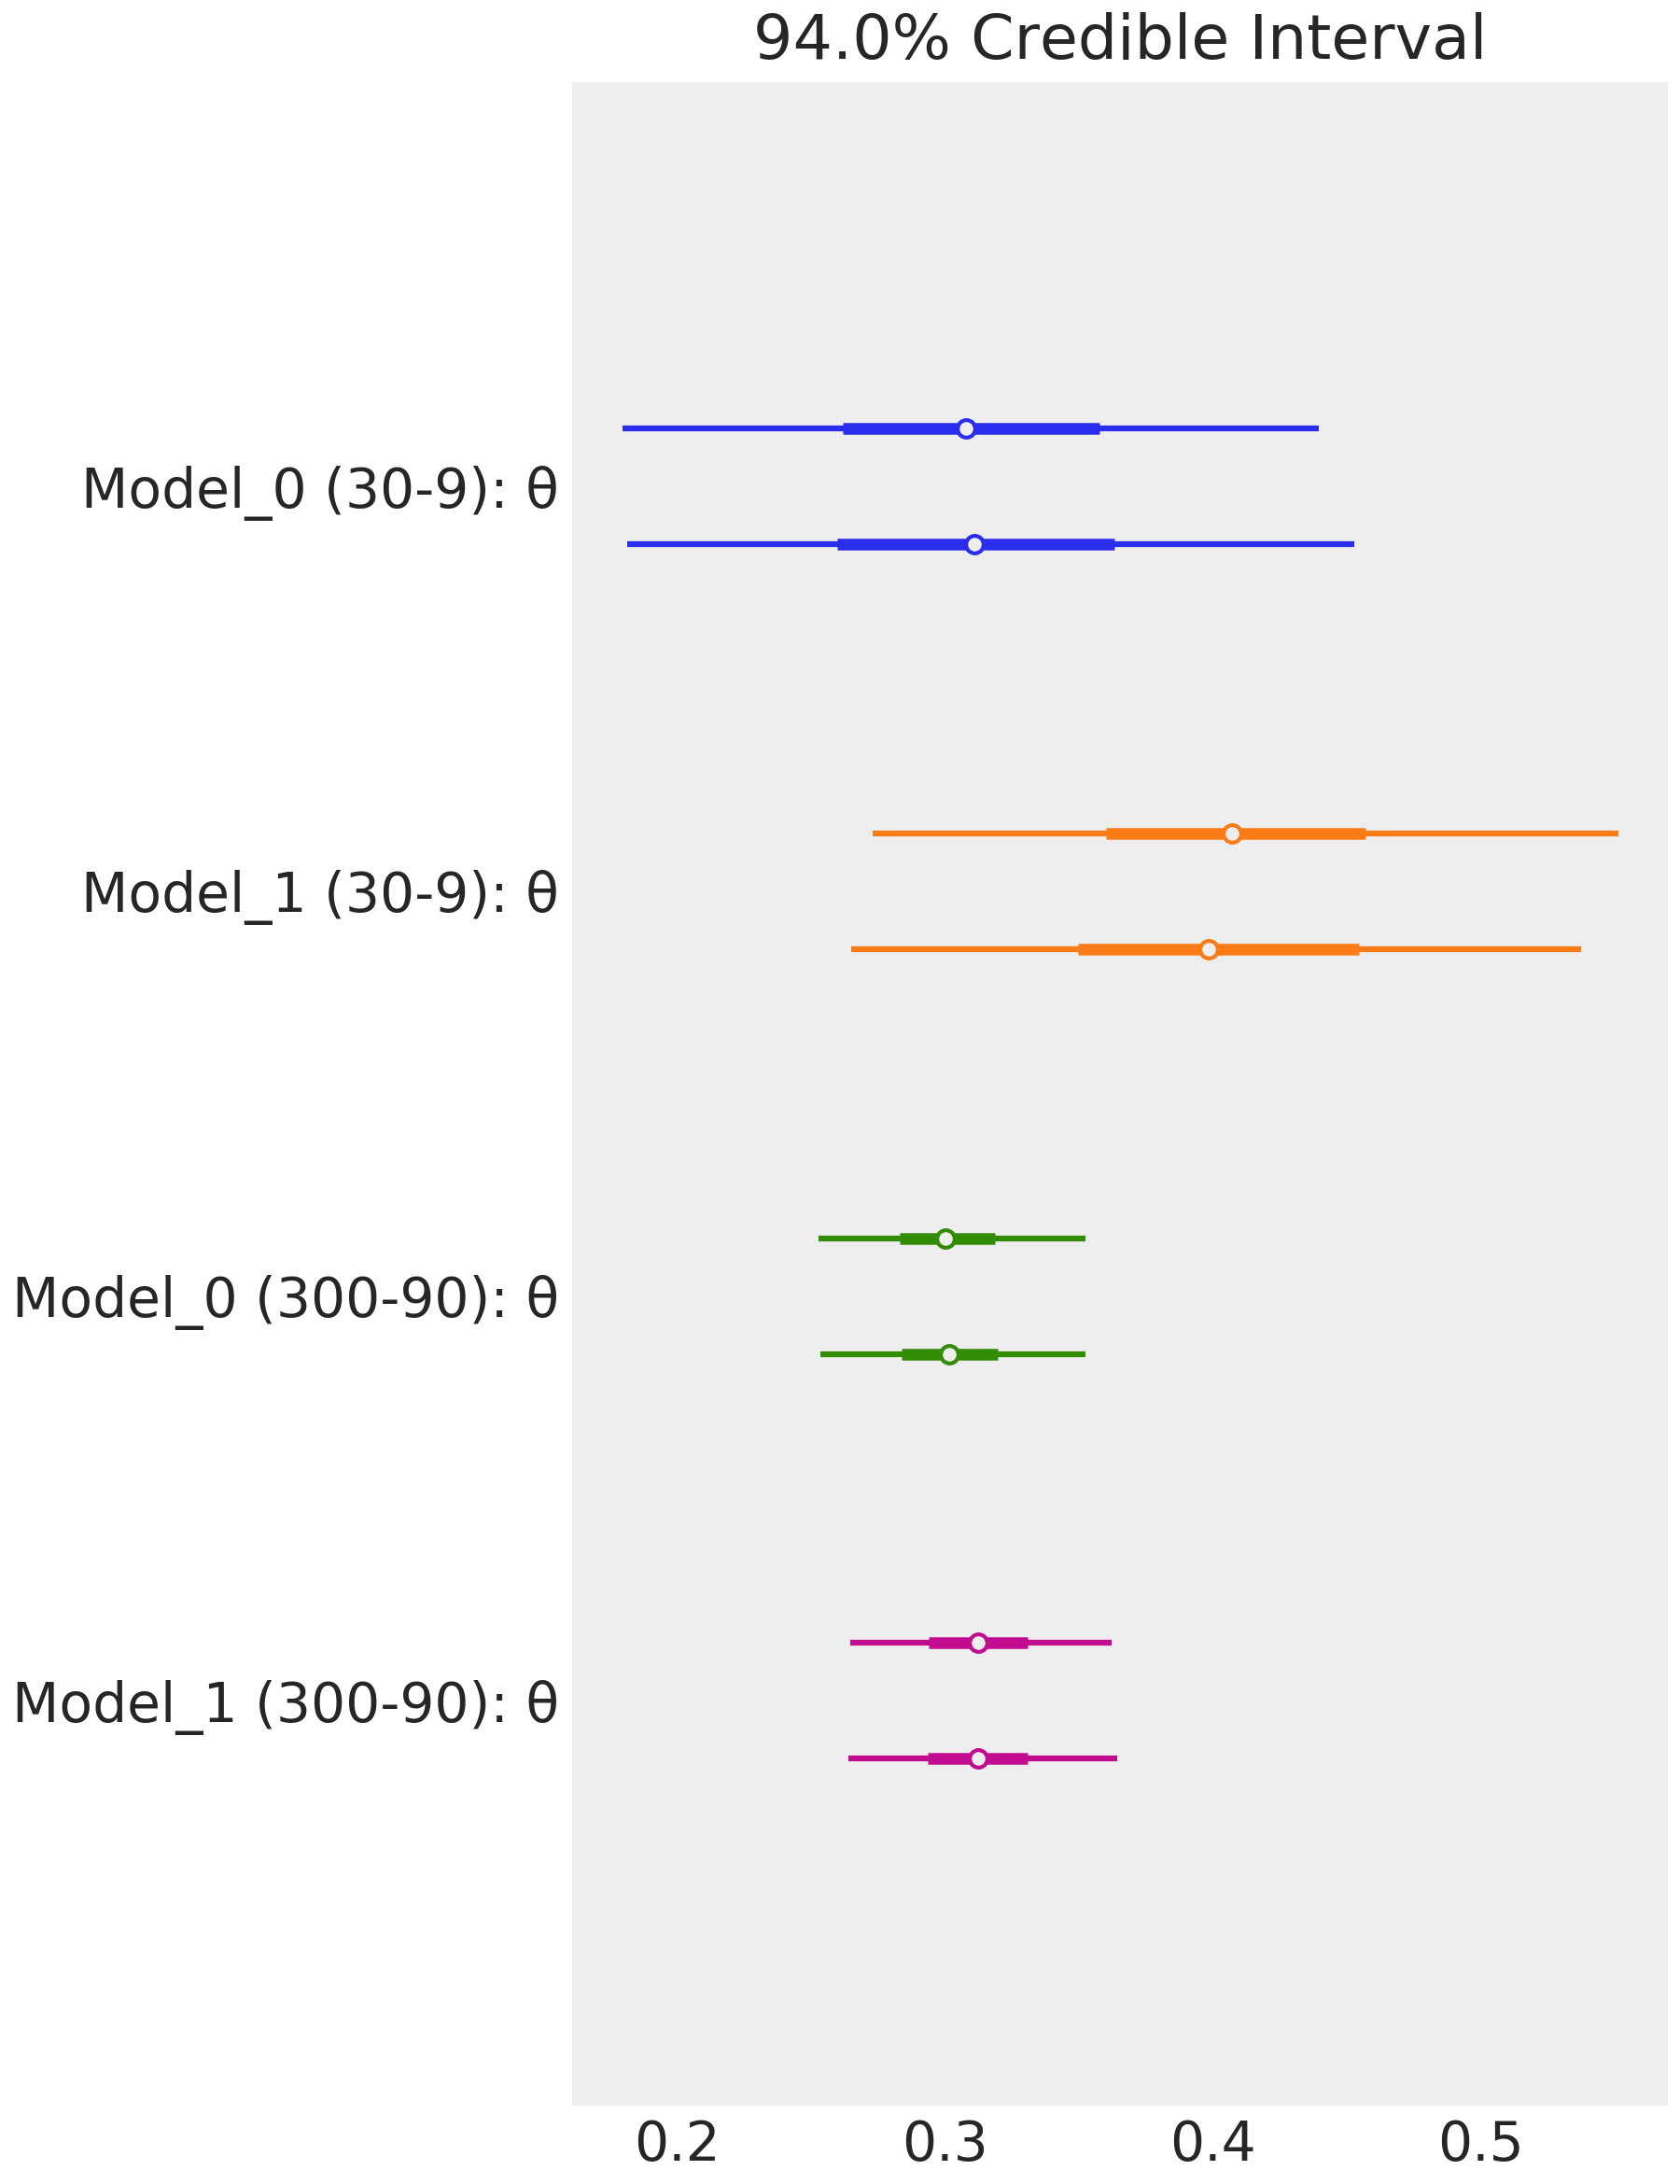 94.0% Credible Interval
Model_0 (30-9): θ
Model_1 (30-9): θ
Model_0 (300-90): θ
Model_1 (300-90): θ
0.2 0.3 0.4 0.5